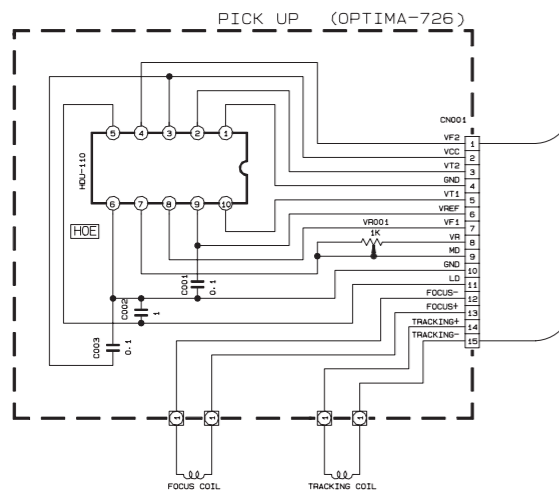 PICK UP (OPTIMA-726)
CN001
5 4 3 2 1
HDU-110
6 7 8 9 10
HOE
VF2 1
VCC 2
VT2 3
GND 4
VT1 5
VREF 6
VF1 7
VR001
1K
VR 8
MD 9
GND 10
LD 11
FOCUS- 12
FOCUS+ 13
TRACKING+ 14
TRACKING- 15
C001
0.1
C002
1
C003
0.1
1 1 1 1
FOCUS COIL
TRACKING COIL